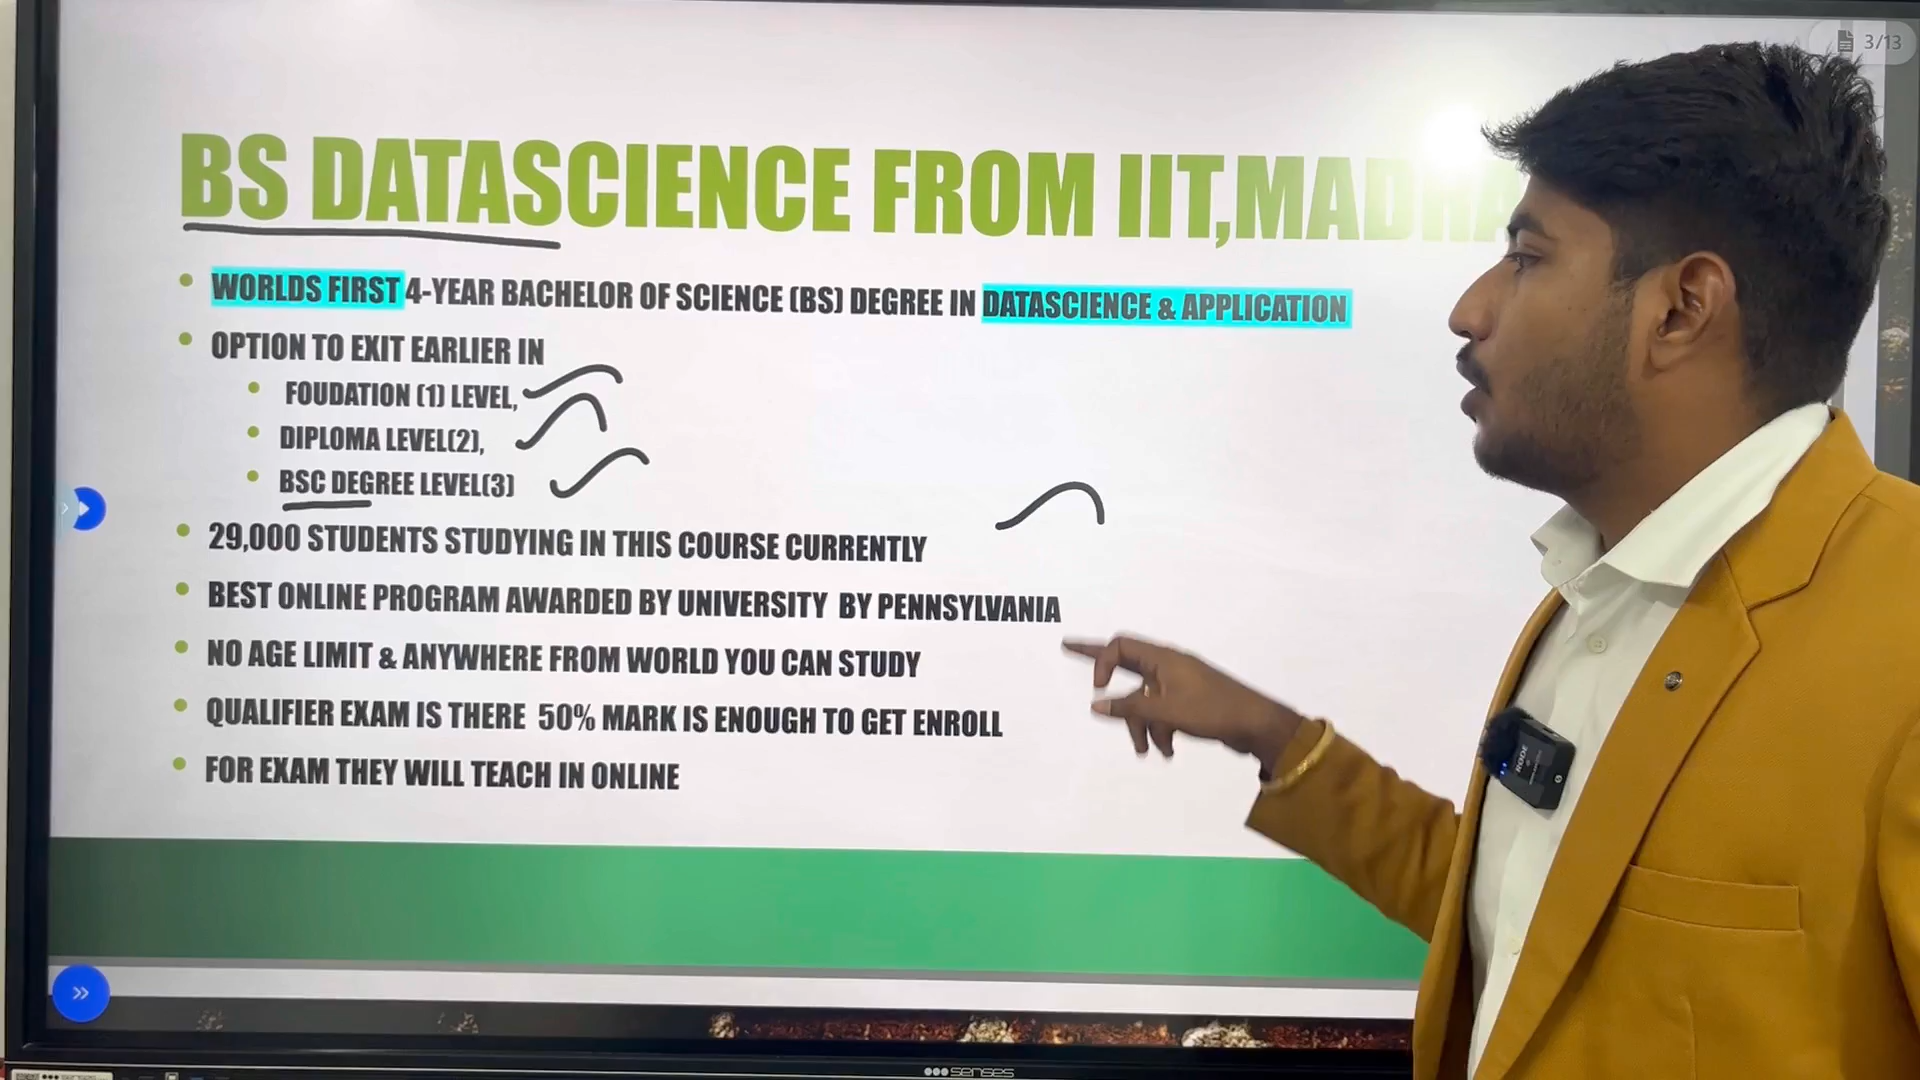 3/13
BS DATASCIENCE FROM IIT,MADRA
WORLDS FIRST 4-YEAR BACHELOR OF SCIENCE (BS) DEGREE IN DATASCIENCE & APPLICATION
OPTION TO EXIT EARLIER IN
FOUDATION (1) LEVEL,
DIPLOMA LEVEL(2),
BSC DEGREE LEVEL(3)
29,000 STUDENTS STUDYING IN THIS COURSE CURRENTLY
BEST ONLINE PROGRAM AWARDED BY UNIVERSITY BY PENNSYLVANIA
NO AGE LIMIT & ANYWHERE FROM WORLD YOU CAN STUDY
QUALIFIER EXAM IS THERE 50% MARK IS ENOUGH TO GET ENROLL
FOR EXAM THEY WILL TEACH IN ONLINE
RODE
senses